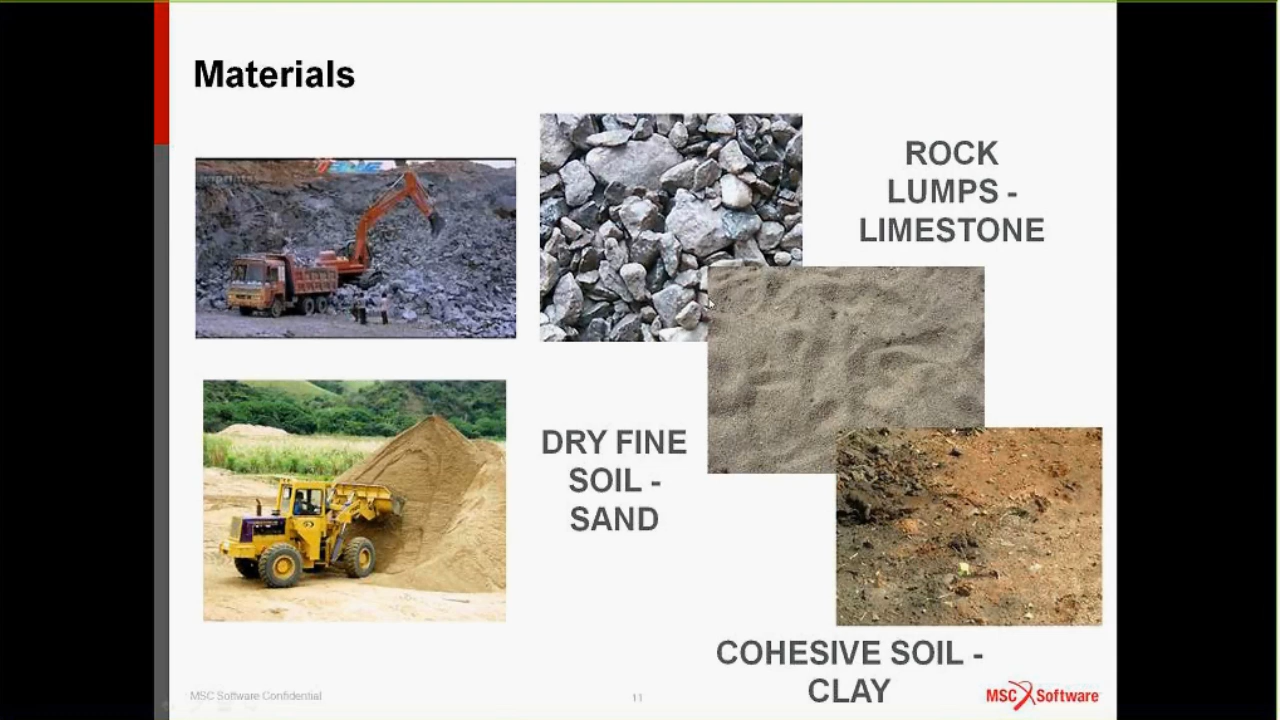 Materials
ROCK
LUMPS -
LIMESTONE
DRY FINE
SOIL -
SAND
COHESIVE SOIL -
CLAY
MSC Software Confidential
11
MSC Software